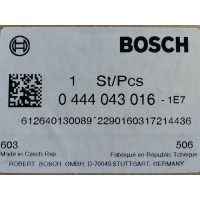 BOSCH
1 St/Pcs
0 444 043 016 - 1E7
612640130089*2290160317214436
603 506
Made in Czech Rep. Fabriqué en République Tchèque
ROBERT BOSCH GMBH D-70049 STUTTGART, GERMANY